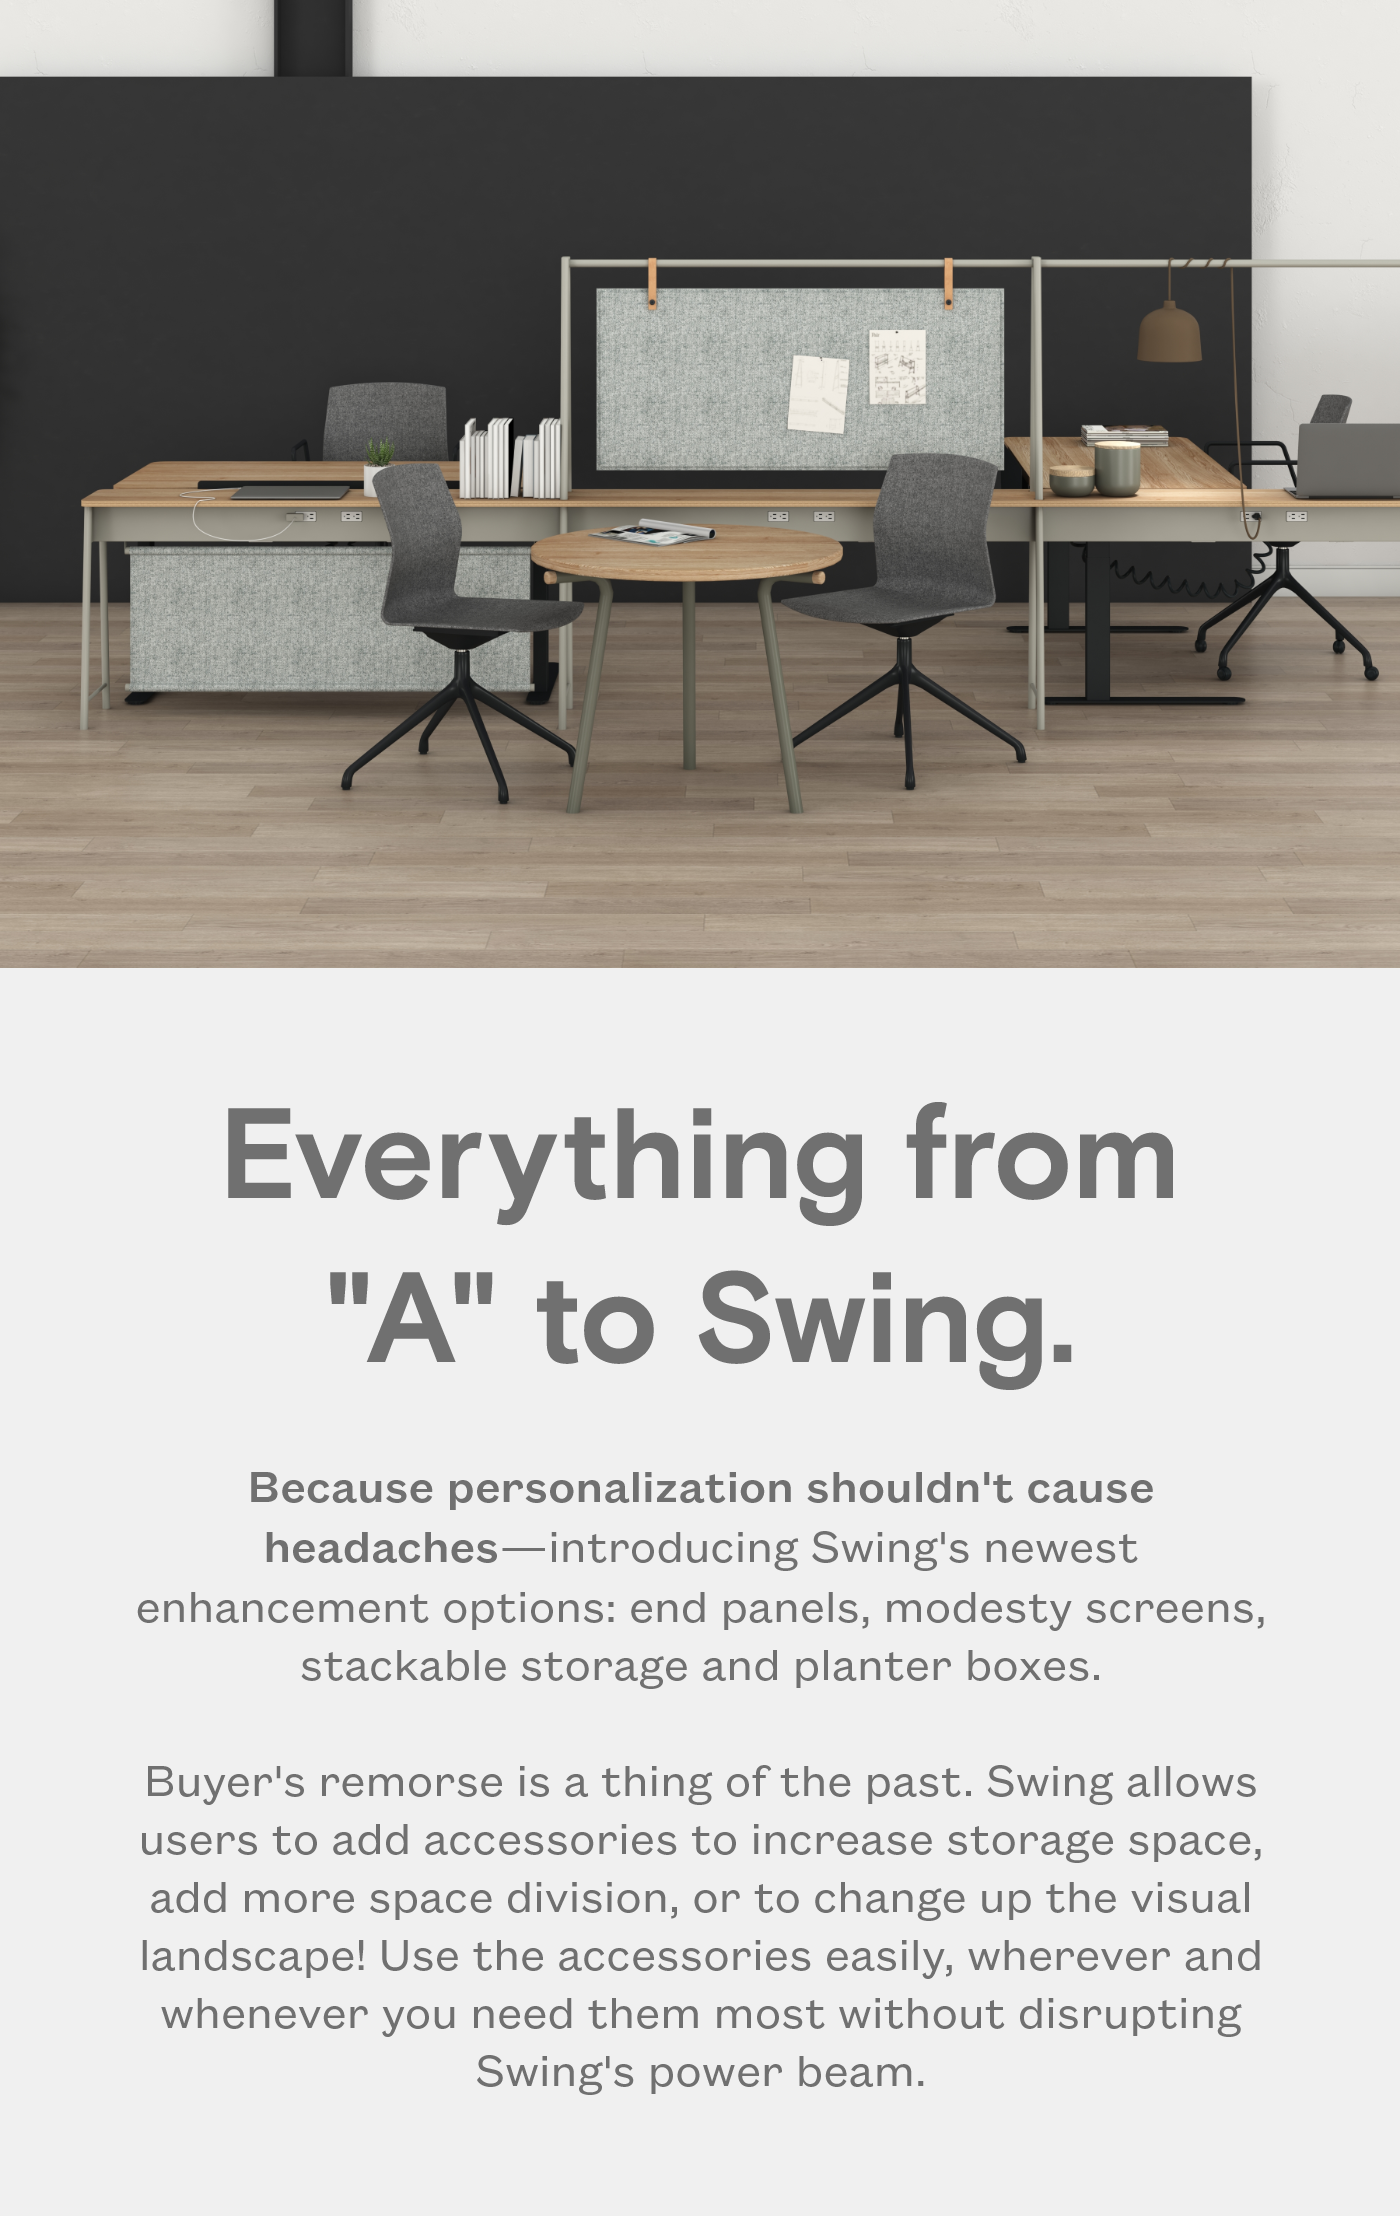 Everything from
"A" to Swing.
Because personalization shouldn't cause
headaches—introducing Swing's newest
enhancement options: end panels, modesty screens,
stackable storage and planter boxes.
Buyer's remorse is a thing of the past. Swing allows
users to add accessories to increase storage space,
add more space division, or to change up the visual
landscape! Use the accessories easily, wherever and
whenever you need them most without disrupting
Swing's power beam.